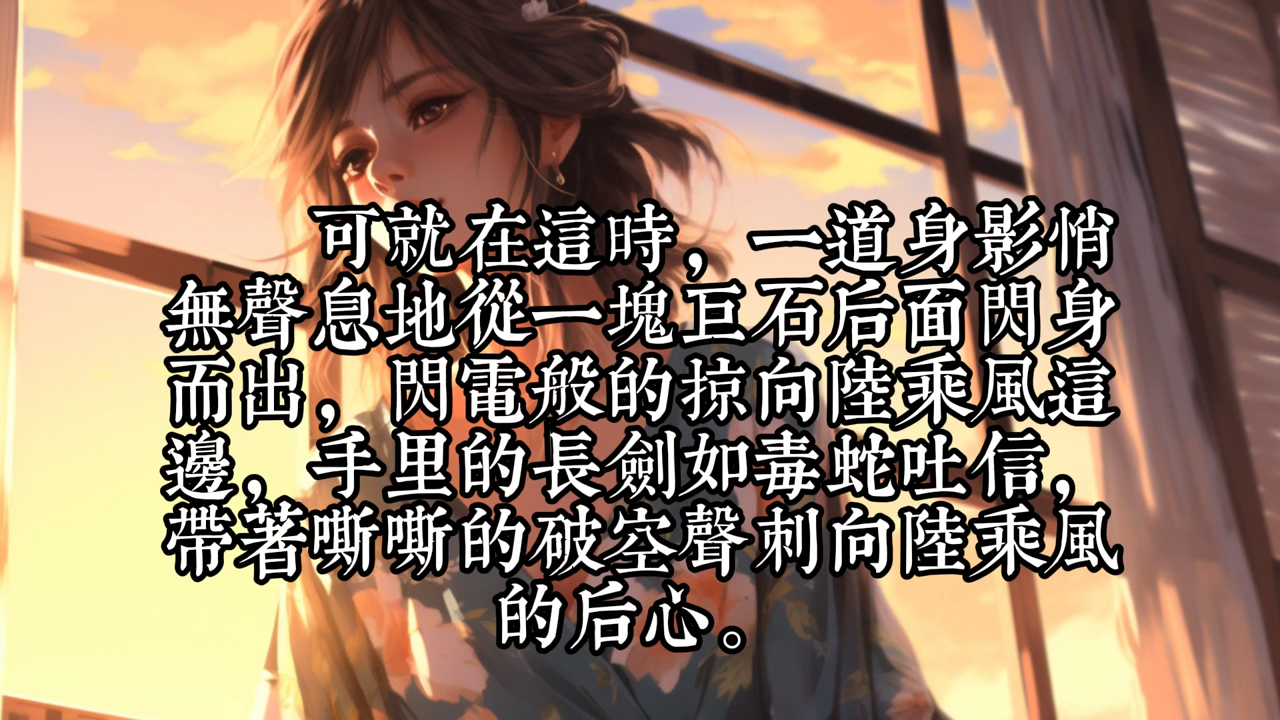 可就在這時，一道身影悄
無聲息地從一塊巨石后面閃身
而出，閃電般的掠向陸乘風這
邊，手里的長劍如毒蛇吐信，
帶著嘶嘶的破空聲刺向陸乘風
的后心。